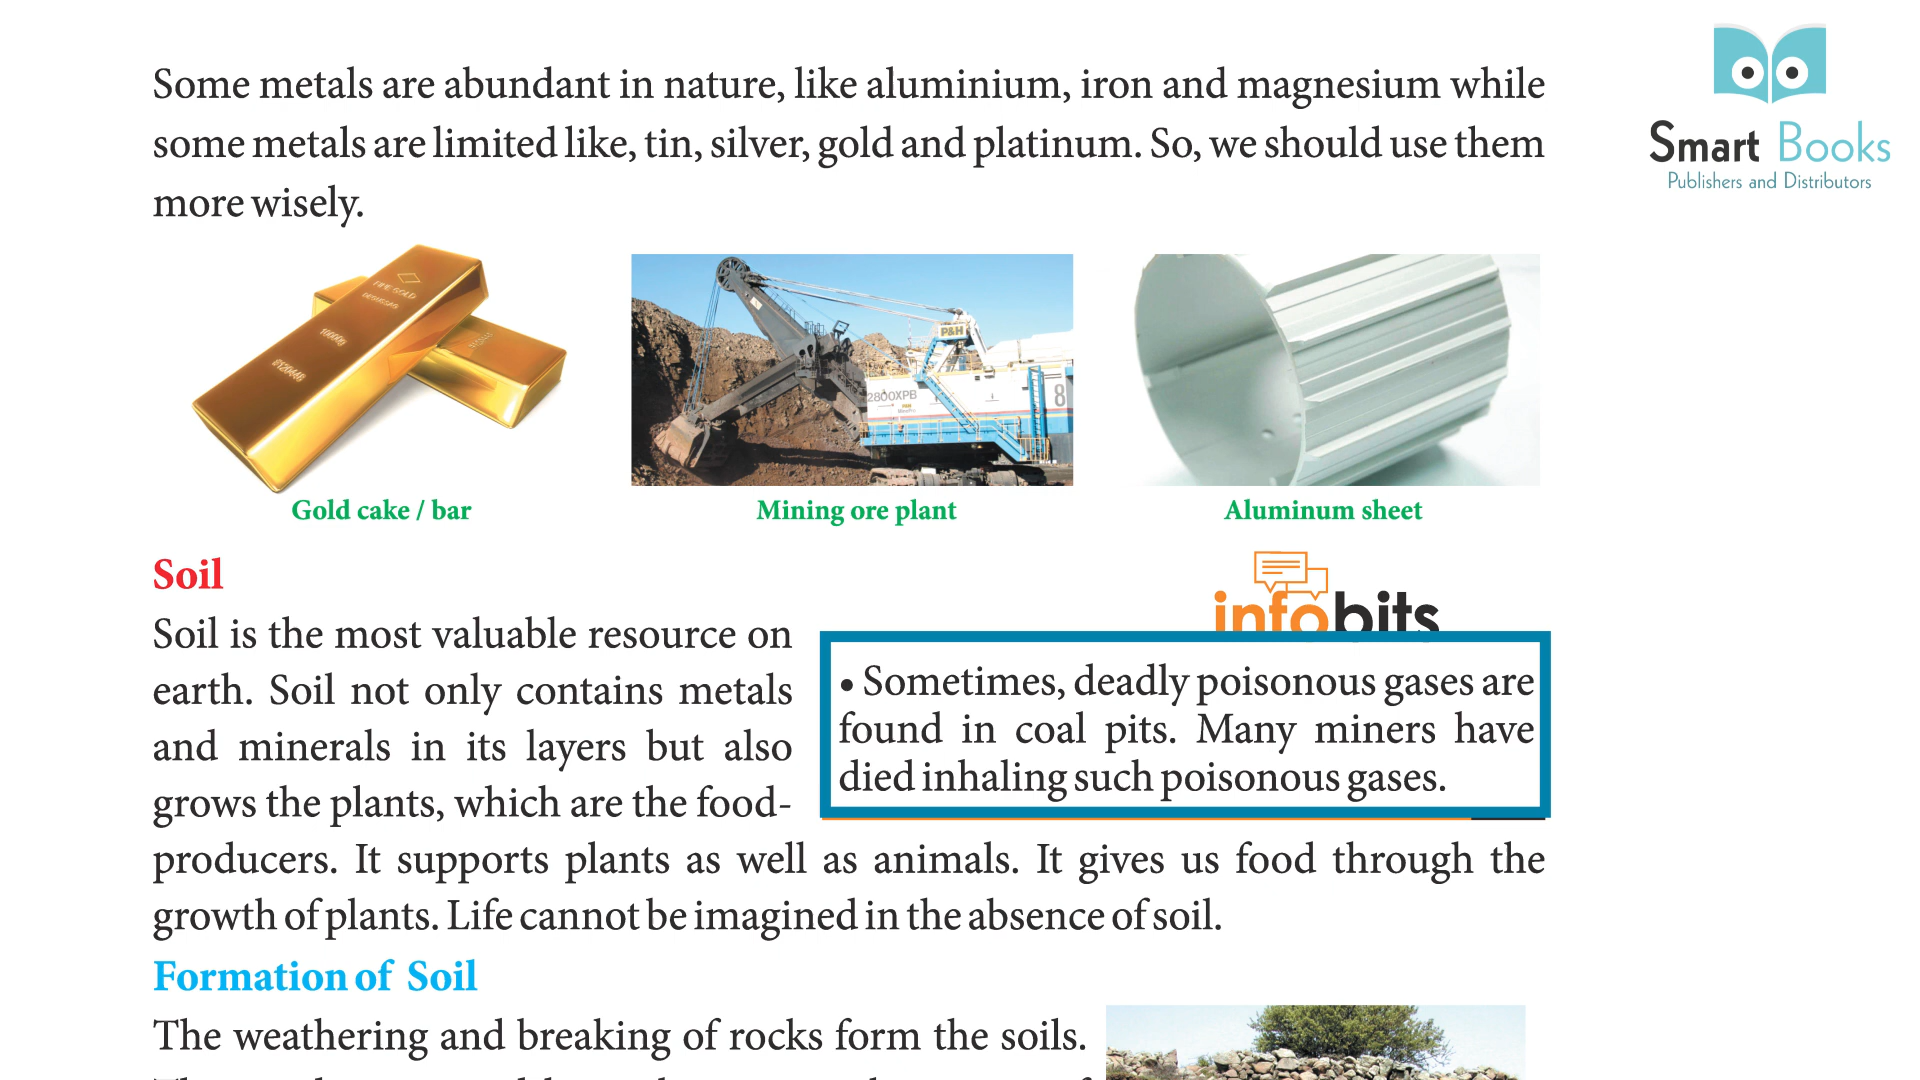 Some metals are abundant in nature, like aluminium, iron and magnesium while
some metals are limited like, tin, silver, gold and platinum. So, we should use them
more wisely.
Smart Books
Publishers and Distributors
FINE GOLD
1000.0g
P&H
2800XPB
8
Gold cake / bar
Mining ore plant
Aluminum sheet
Soil
Soil is the most valuable resource on
earth. Soil not only contains metals
and minerals in its layers but also
grows the plants, which are the food-
infobits
• Sometimes, deadly poisonous gases are
found in coal pits. Many miners have
died inhaling such poisonous gases.
producers. It supports plants as well as animals. It gives us food through the
growth of plants. Life cannot be imagined in the absence of soil.
Formation of Soil
The weathering and breaking of rocks form the soils.